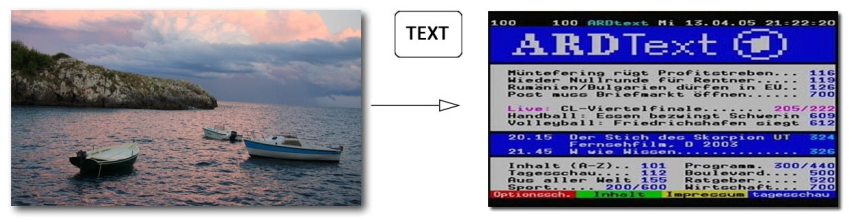 TEXT
100 100 ARDtext Mi 13.04.05 21:22:20
ARDText
Müntefering rügt Profitstreben... 116
Wieder Nullrunde für Rentner..... 119
Rumänien/Bulgarien dürfen in EU.. 126
Post muss Briefmarkt öffnen...... 700
Live: CL-Viertelfinale...... 205/222
Handball: Essen bezwingt Schwerin 609
Volleyball: Friedrichshafen siegt 612
20.15 Der Stich des Skorpion UT 324
Fernsehfilm, D 2003
21.45 W wie Wissen............... 326
Inhalt (A-Z).. 101 Programm. 300/440
Tagesschau.... 112 Boulevard.... 500
Aus aller Welt 155 Ratgeber..... 520
Sport..... 200/600 Wirtschaft... 700
Optionssch. Inhalt Impressum tagesschau